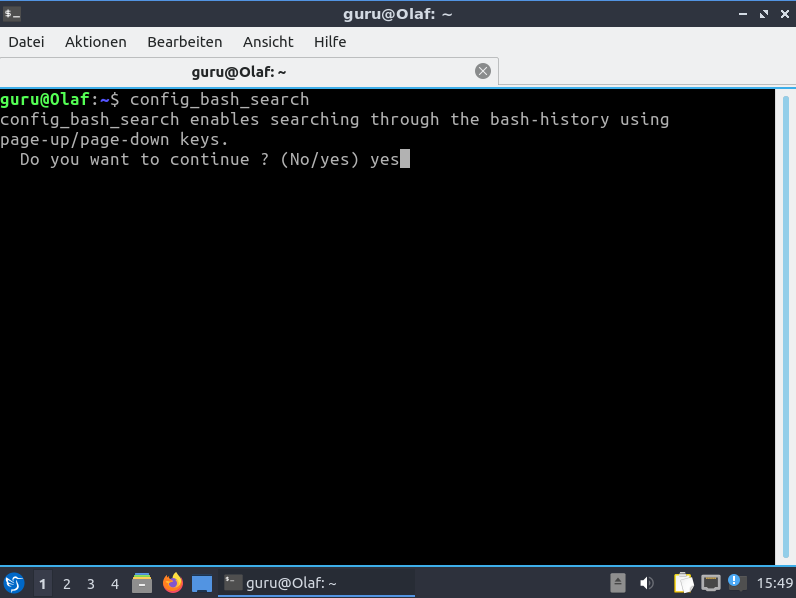 guru@Olaf: ~
Datei Aktionen Bearbeiten Ansicht Hilfe
guru@Olaf: ~
guru@Olaf:~$ config_bash_search
config_bash_search enables searching through the bash-history using
page-up/page-down keys.
Do you want to continue ? (No/yes) yes
1 2 3 4 guru@Olaf: ~ 15:49